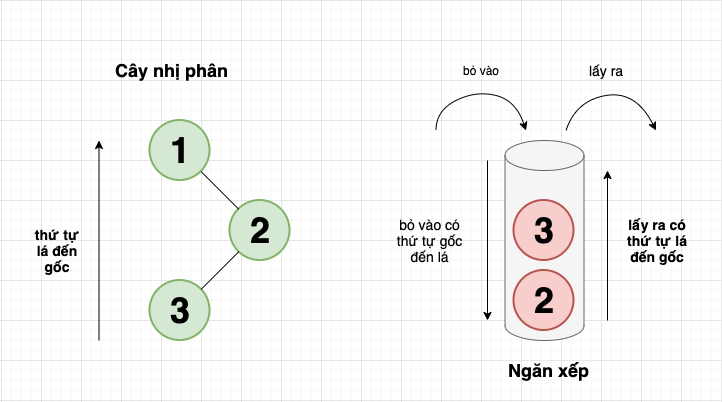 Cây nhị phân
1
2
3
thứ tự
lá đến
gốc
bỏ vào
lấy ra
bỏ vào có
thứ tự gốc
đến lá
3
2
lấy ra có
thứ tự lá
đến gốc
Ngăn xếp